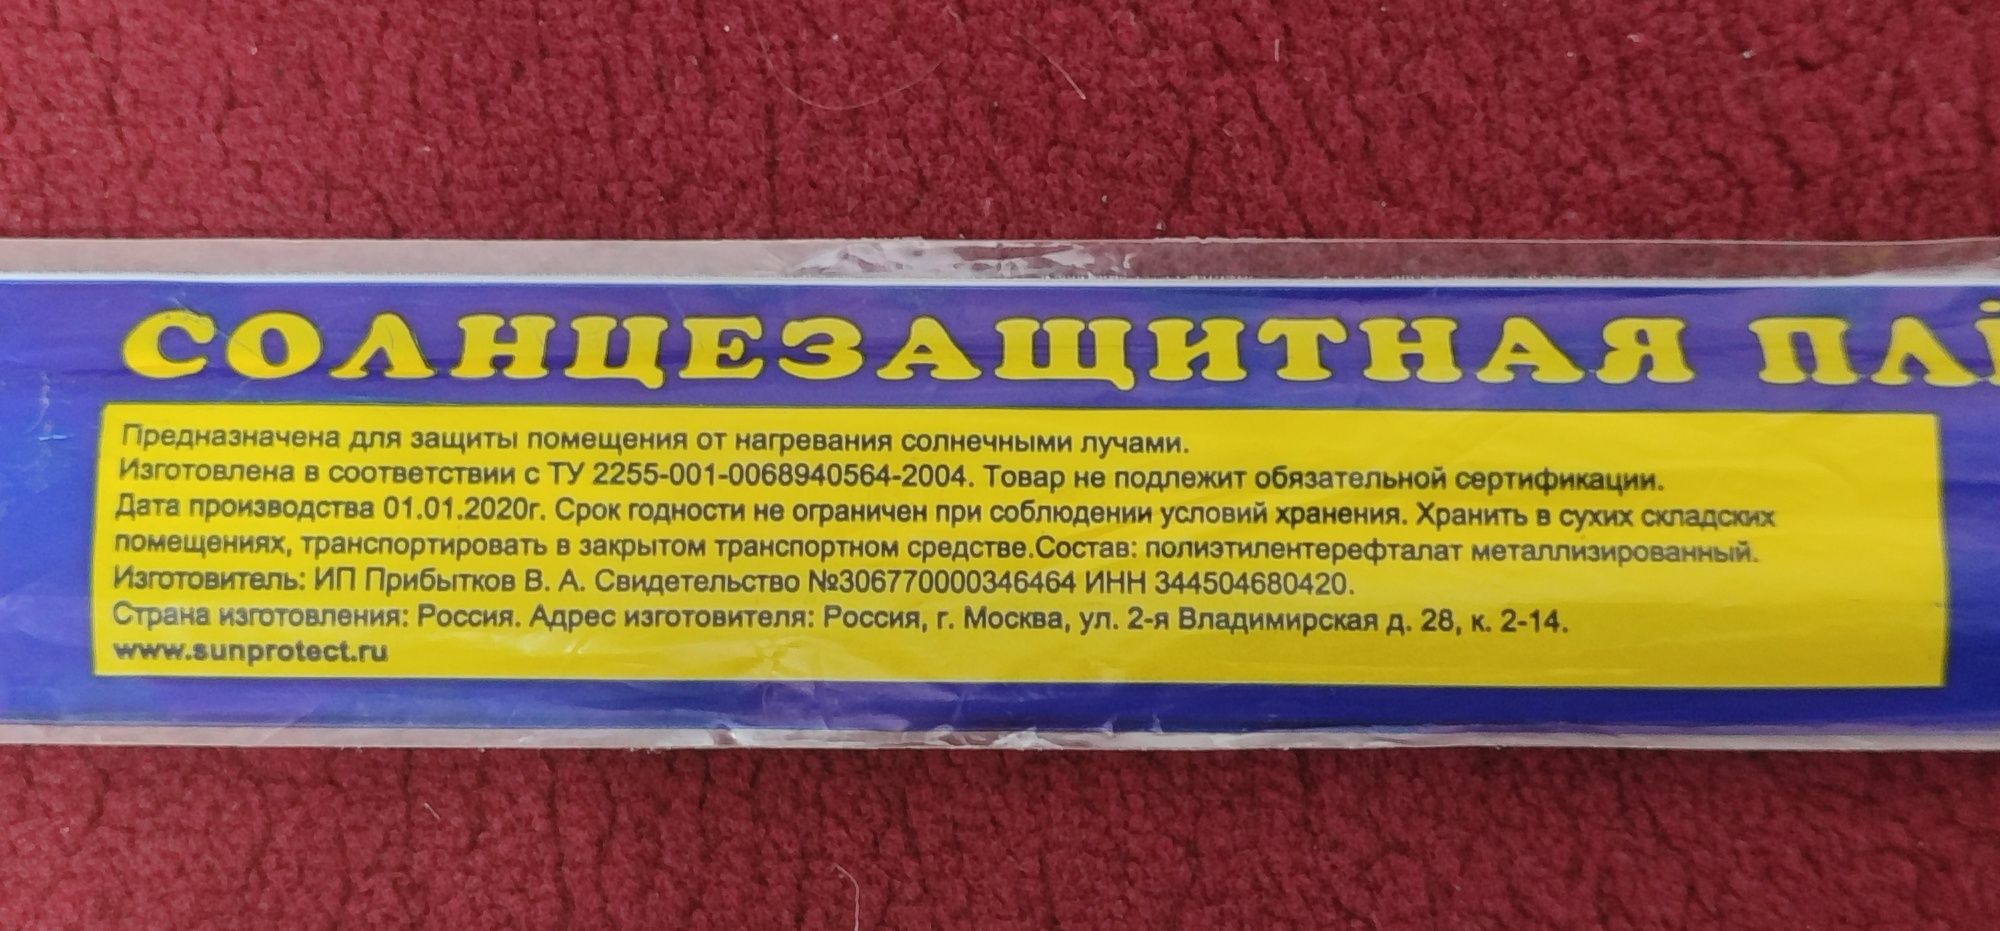 СОЛНЦЕЗАЩИТНАЯ
Предназначена для защиты помещения от нагревания солнечными лучами.
Изготовлена в соответствии с ТУ 2255-001-0068940564-2004. Товар не подлежит обязательной сертификации.
Дата производства 01.01.2020г. Срок годности не ограничен при соблюдении условий хранения. Хранить в сухих складских
помещениях, транспортировать в закрытом транспортном средстве.Состав: полиэтилентерефталат металлизированный.
Изготовитель: ИП Прибытков В. А. Свидетельство №306770000346464 ИНН 344504680420.
Страна изготовления: Россия. Адрес изготовителя: Россия, г. Москва, ул. 2-я Владимирская д. 28, к. 2-14.
www.sunprotect.ru